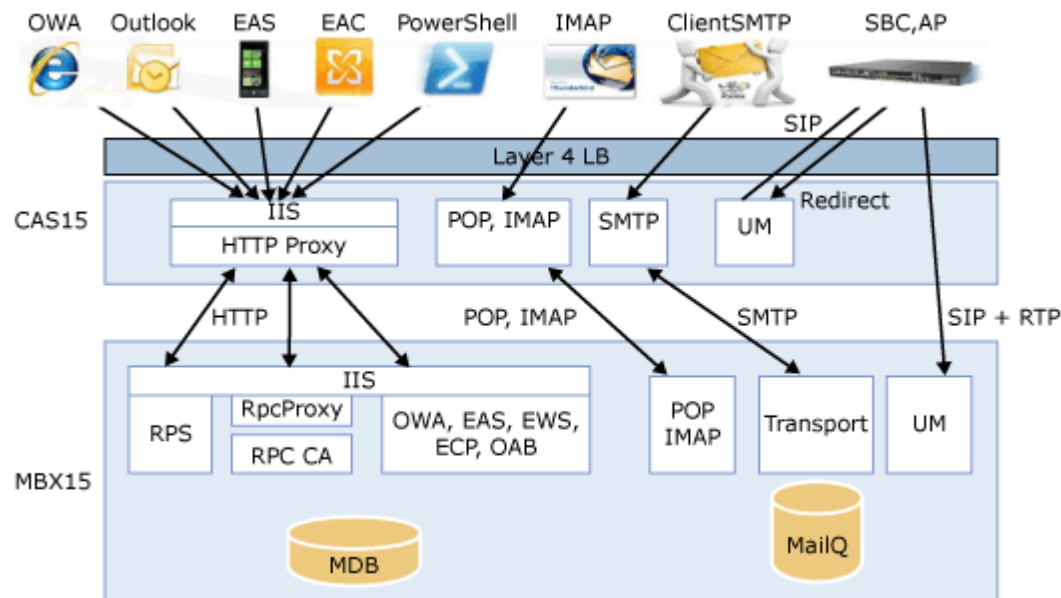 OWA
Outlook
EAS
EAC
PowerShell
IMAP
ClientSMTP
SBC,AP
Thunderbird
SIP
Layer 4 LB
CAS15
IIS
HTTP Proxy
POP, IMAP
SMTP
UM
Redirect
HTTP
POP, IMAP
SMTP
SIP + RTP
MBX15
IIS
RPS
RpcProxy
RPC CA
OWA, EAS, EWS,
ECP, OAB
POP
IMAP
Transport
UM
MDB
MailQ